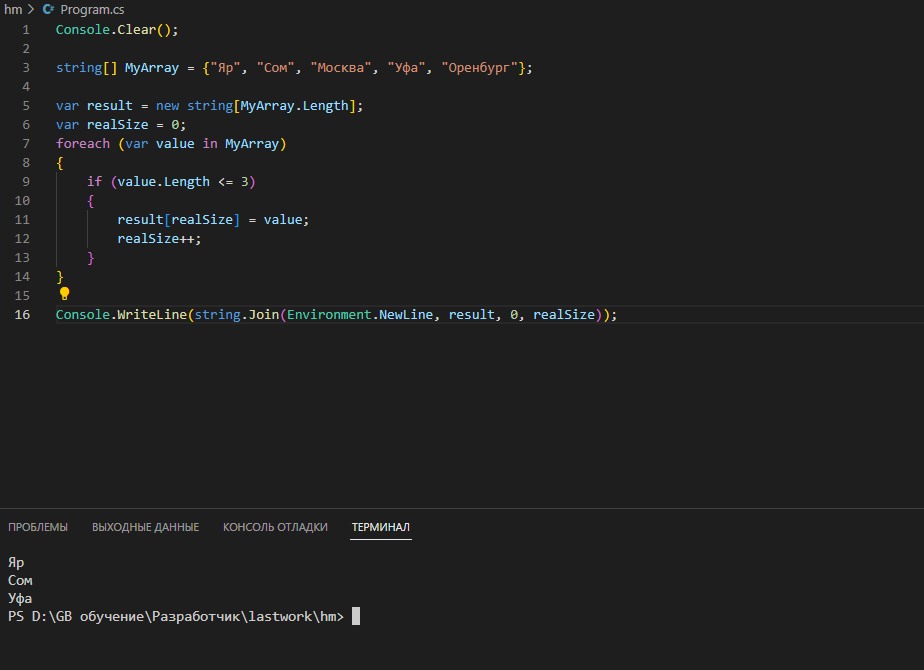 hm > Program.cs
1 Console.Clear();
2
3 string[] MyArray = {"Яр", "Сом", "Москва", "Уфа", "Оренбург"};
4
5 var result = new string[MyArray.Length];
6 var realSize = 0;
7 foreach (var value in MyArray)
8 {
9 if (value.Length <= 3)
10 {
11 result[realSize] = value;
12 realSize++;
13 }
14 }
15
16 Console.WriteLine(string.Join(Environment.NewLine, result, 0, realSize));
ПРОБЛЕМЫ ВЫХОДНЫЕ ДАННЫЕ КОНСОЛЬ ОТЛАДКИ ТЕРМИНАЛ
Яр
Сом
Уфа
PS D:\GB обучение\Разработчик\lastwork\hm>